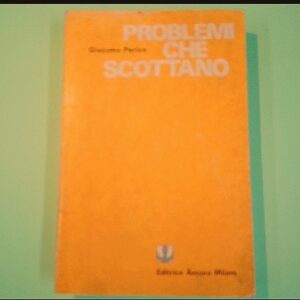 PROBLEMI
CHE
Giacomo Perico
SCOTTANO
Editrice Àncora Milano